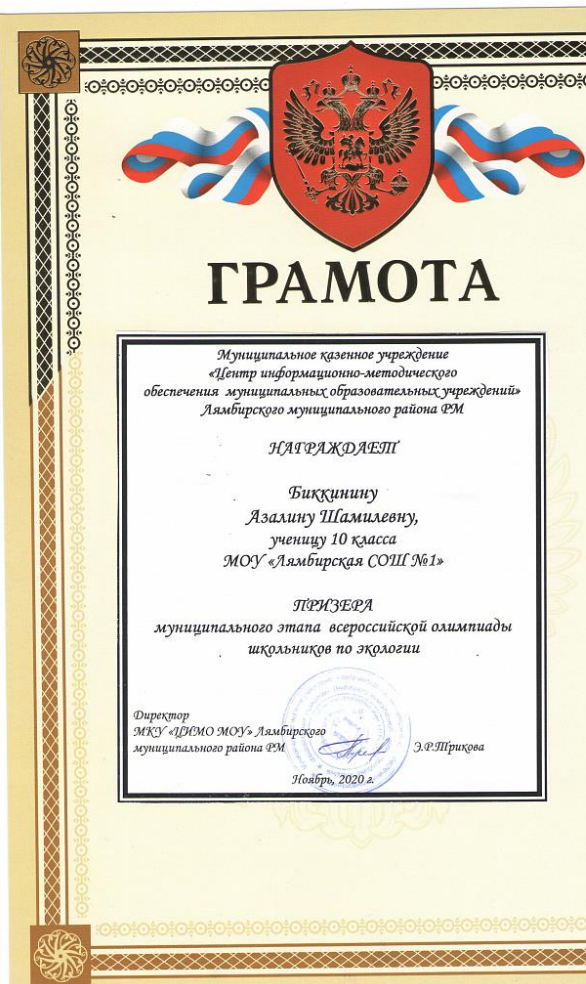 ГРАМОТА
Муниципальное казенное учреждение
«Центр информационно-методического
обеспечения муниципальных образовательных учреждений»
Лямбирского муниципального района РМ
НАГРАЖДАЕТ
Биккинину
Азалину Шамилевну,
ученицу 10 класса
МОУ «Лямбирская СОШ №1»
ПРИЗЕРА
муниципального этапа всероссийской олимпиады
школьников по экологии
Директор
МКУ «ЦИМО МОУ» Лямбирского
муниципального района РМ Э.Р.Трикова
Ноябрь, 2020 г.